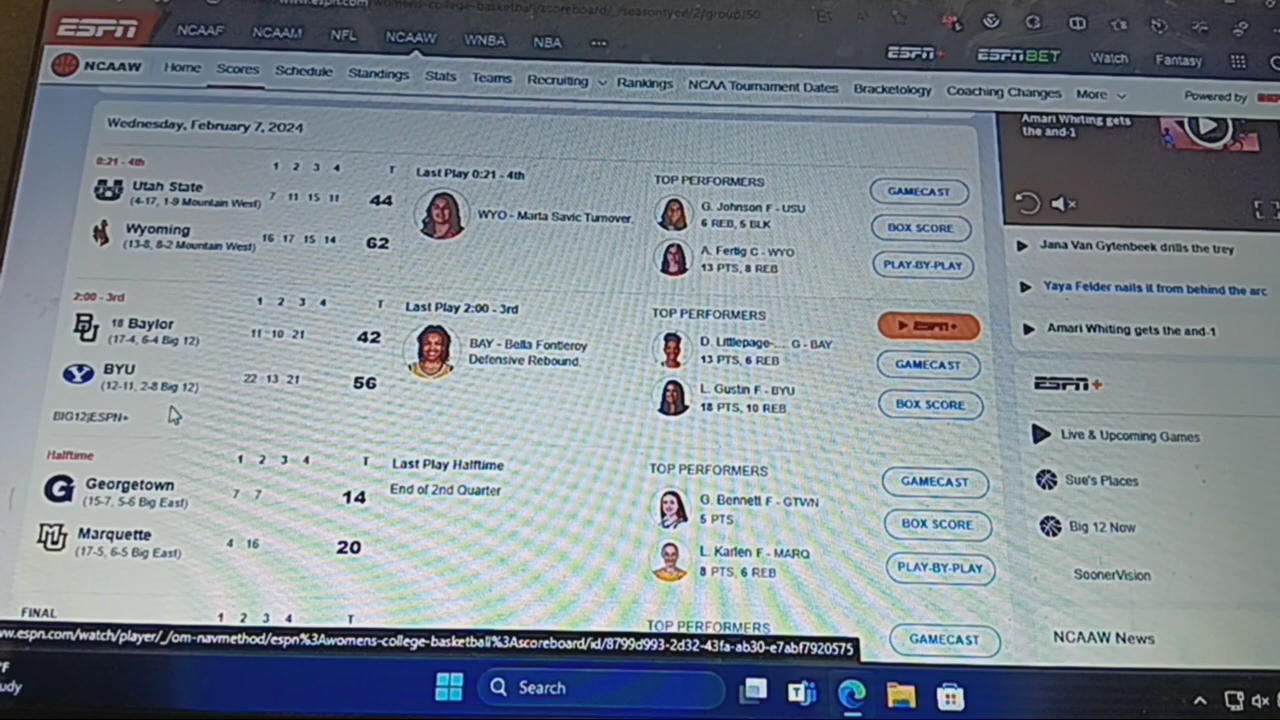 www.espn.com/womens-college-basketball/scoreboard/_/seasontype/2/group/50
ESPN NCAAF NCAAM NFL NCAAW WNBA NBA ...
ESPN+ ESPNBET Watch Fantasy
NCAAW Home Scores Schedule Standings Stats Teams Recruiting Rankings NCAA Tournament Dates Bracketology Coaching Changes More Powered by
Wednesday, February 7, 2024
0:21 - 4th 1 2 3 4 T
Utah State 7 11 15 11 44
(4-17, 1-9 Mountain West)
Wyoming 16 17 15 14 62
(13-8, 8-2 Mountain West)
Last Play 0:21 - 4th
WYO - Marta Savic Turnover.
TOP PERFORMERS
G. Johnson F - USU
6 REB, 5 BLK
A. Fertig C - WYO
13 PTS, 8 REB
GAMECAST
BOX SCORE
PLAY-BY-PLAY
2:00 - 3rd 1 2 3 4 T
18 Baylor 11 10 21 42
(17-4, 6-4 Big 12)
BYU 22 13 21 56
(12-11, 2-8 Big 12)
BIG12|ESPN+
Last Play 2:00 - 3rd
BAY - Bella Fontleroy
Defensive Rebound.
TOP PERFORMERS
D. Littlepage-... G - BAY
13 PTS, 6 REB
L. Gustin F - BYU
18 PTS, 10 REB
ESPN+
GAMECAST
BOX SCORE
Halftime 1 2 3 4 T
Georgetown 7 7 14
(15-7, 5-6 Big East)
Marquette 4 16 20
(17-5, 6-5 Big East)
Last Play Halftime
End of 2nd Quarter
TOP PERFORMERS
G. Bennett F - GTWN
5 PTS
L. Karlen F - MARQ
8 PTS, 6 REB
GAMECAST
BOX SCORE
PLAY-BY-PLAY
FINAL 1 2 3 4 T
TOP PERFORMERS
GAMECAST
Amari Whiting gets
the and-1
Jana Van Gytenbeek drills the trey
Yaya Felder nails it from behind the arc
Amari Whiting gets the and-1
ESPN+
Live & Upcoming Games
Sue's Places
Big 12 Now
SoonerVision
NCAAW News
ww.espn.com/watch/player/_/om-navmethod/espn%3Awomens-college-basketball%3Ascoreboard/id/8799d993-2d32-43fa-ab30-e7abf7920575
Search